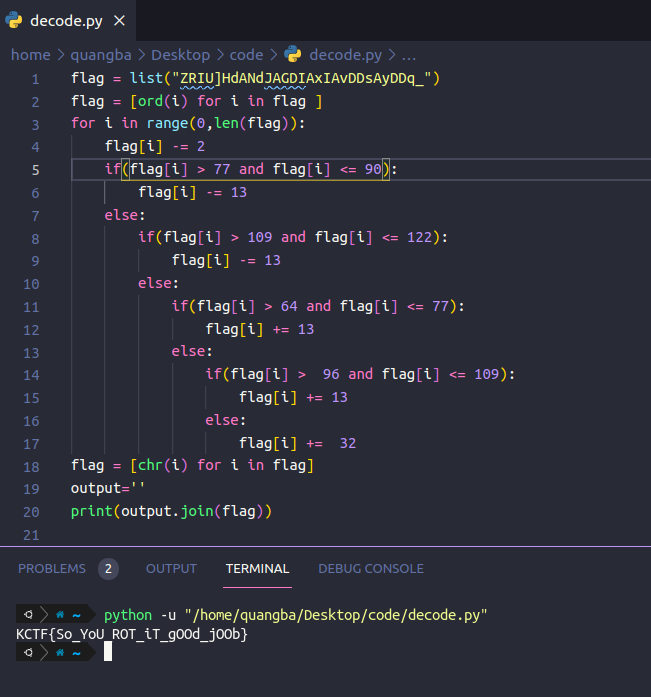 decode.py ×
home > quangba > Desktop > code > decode.py > ...
1 flag = list("ZRIU]HdANdJAGDIAxIAvDDsAyDDq_")
2 flag = [ord(i) for i in flag ]
3 for i in range(0,len(flag)):
4 flag[i] -= 2
5 if(flag[i] > 77 and flag[i] <= 90):
6 flag[i] -= 13
7 else:
8 if(flag[i] > 109 and flag[i] <= 122):
9 flag[i] -= 13
10 else:
11 if(flag[i] > 64 and flag[i] <= 77):
12 flag[i] += 13
13 else:
14 if(flag[i] >  96 and flag[i] <= 109):
15 flag[i] += 13
16 else:
17 flag[i] +=  32
18 flag = [chr(i) for i in flag]
19 output=''
20 print(output.join(flag))
21
PROBLEMS 2 OUTPUT TERMINAL DEBUG CONSOLE
~ python -u "/home/quangba/Desktop/code/decode.py"
KCTF{So_YoU_ROT_iT_gOOd_jOOb}
~